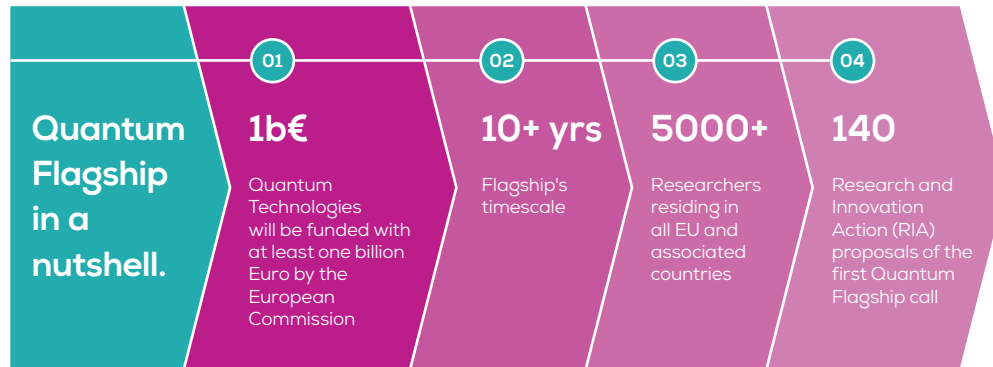 Quantum
Flagship
in a
nutshell.
01
1b€
Quantum
Technologies
will be funded with
at least one billion
Euro by the
European
Commission
02
10+ yrs
Flagship's
timescale
03
5000+
Researchers
residing in
all EU and
associated
countries
04
140
Research and
Innovation
Action (RIA)
proposals of the
first Quantum
Flagship call